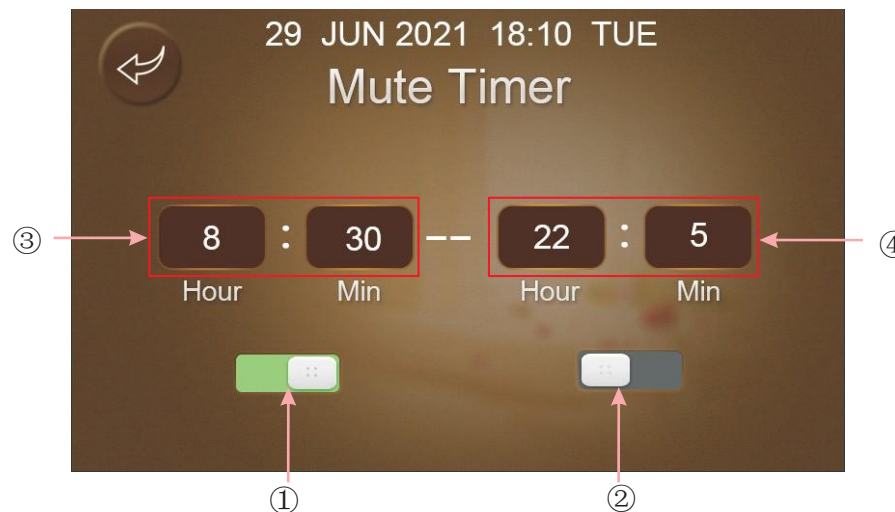 29 JUN 2021 18:10 TUE
Mute Timer
③ 8 : 30 -- 22 : 5 ④
Hour Min Hour Min
① ②